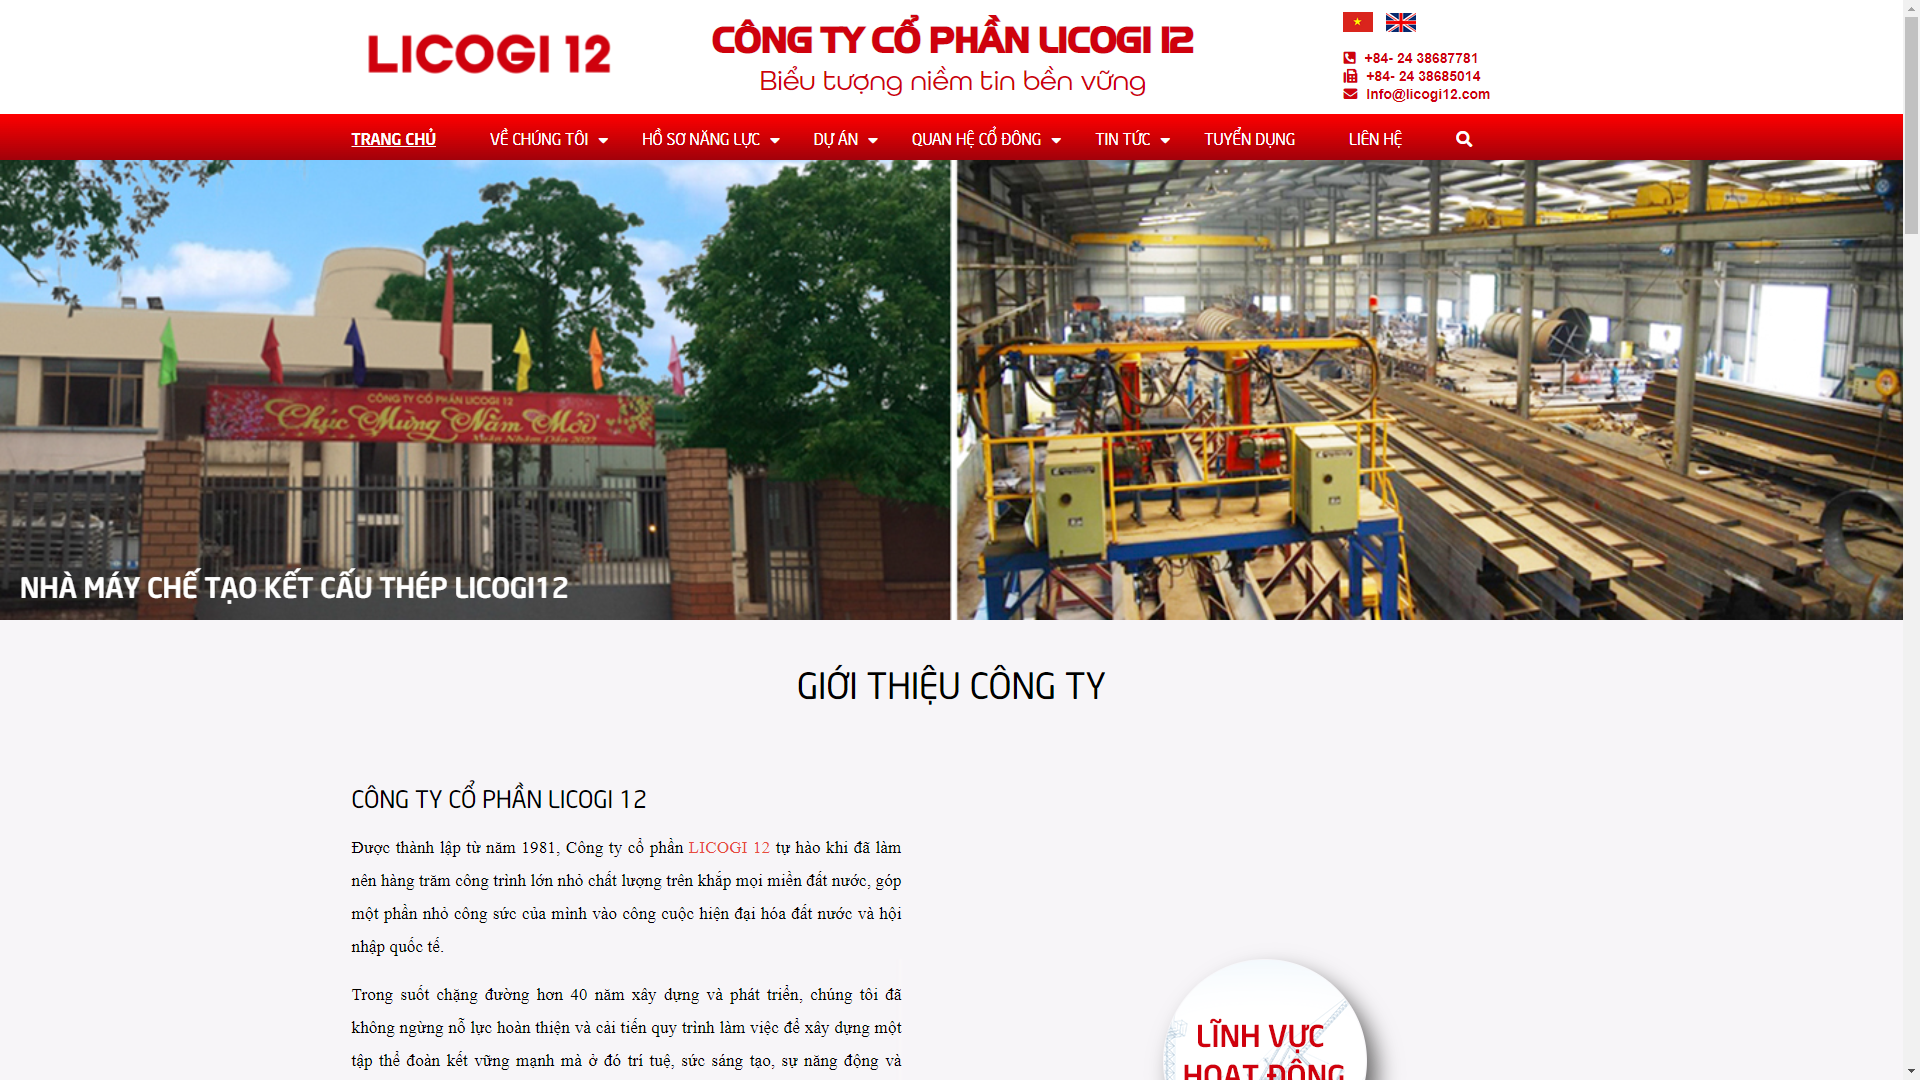 LICOGI 12
CÔNG TY CỔ PHẦN LICOGI 12
Biểu tượng niềm tin bền vững
+84- 24 38687781
+84- 24 38685014
Info@licogi12.com
TRANG CHỦ
VỀ CHÚNG TÔI
HỒ SƠ NĂNG LỰC
DỰ ÁN
QUAN HỆ CỔ ĐÔNG
TIN TỨC
TUYỂN DỤNG
LIÊN HỆ
CÔNG TY CỔ PHẦN LICOGI 12
Chúc Mừng Năm Mới
Xuân Nhâm Dần 2022
NHÀ MÁY CHẾ TẠO KẾT CẤU THÉP LICOGI12
GIỚI THIỆU CÔNG TY
CÔNG TY CỔ PHẦN LICOGI 12
Được thành lập từ năm 1981, Công ty cổ phần LICOGI 12 tự hào khi đã làm
nên hàng trăm công trình lớn nhỏ chất lượng trên khắp mọi miền đất nước, góp
một phần nhỏ công sức của mình vào công cuộc hiện đại hóa đất nước và hội
nhập quốc tế.
Trong suốt chặng đường hơn 40 năm xây dựng và phát triển, chúng tôi đã
không ngừng nỗ lực hoàn thiện và cải tiến quy trình làm việc để xây dựng một
tập thể đoàn kết vững mạnh mà ở đó trí tuệ, sức sáng tạo, sự năng động và
LĨNH VỰC
HOẠT ĐỘNG